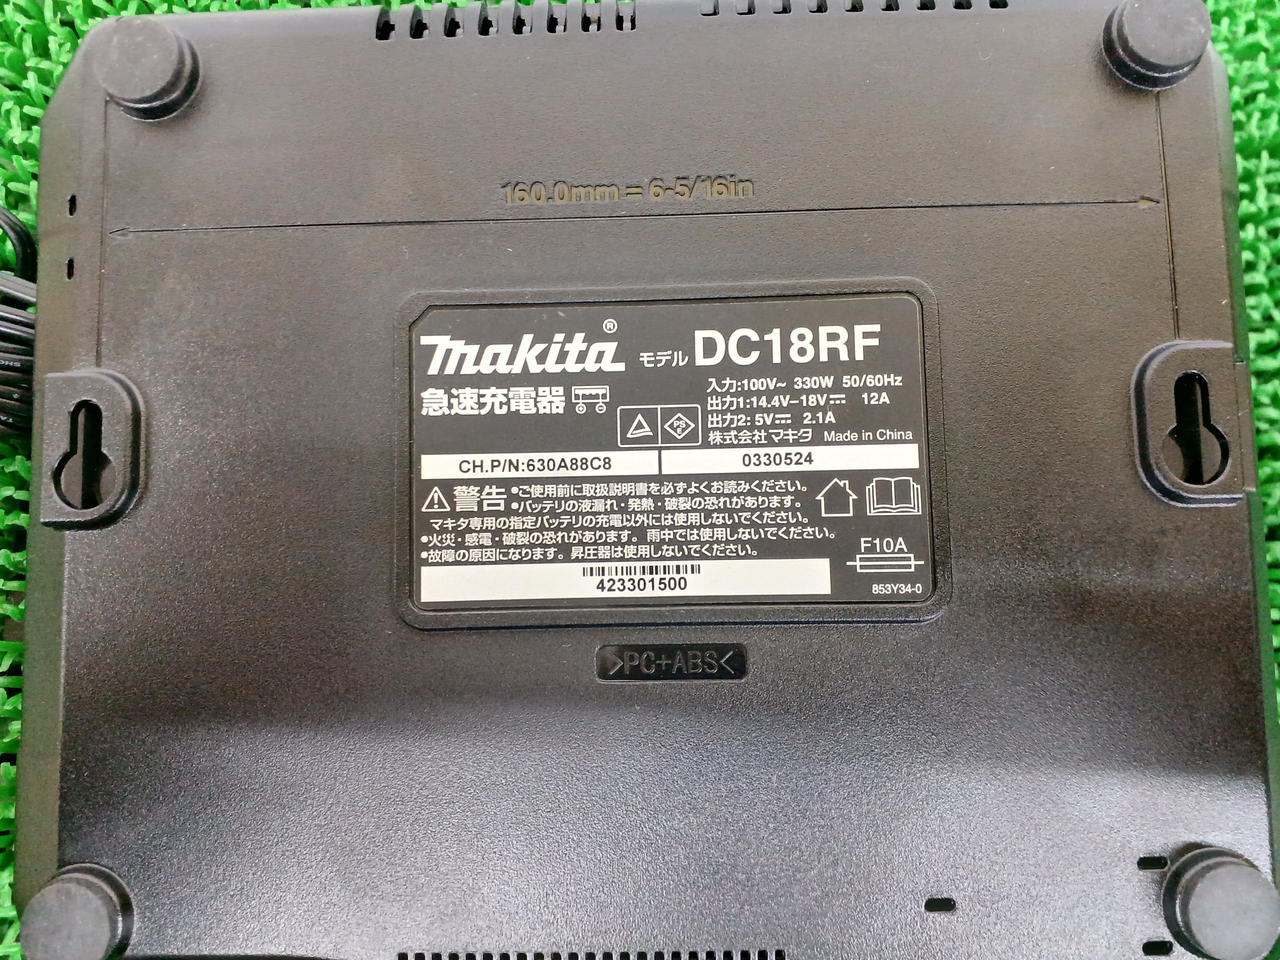 160.0mm = 6-5/16in
makita® モデル DC18RF
急速充電器
入力:100V~ 330W 50/60Hz
出力1:14.4V-18V⎓ 12A
出力2: 5V⎓ 2.1A
PS
E
株式会社 マキタ Made in China
CH.P/N:630A88C8
0330524
警告 •ご使用前に取扱説明書を必ずよくお読みください。
•バッテリの液漏れ・発熱・破裂の恐れがあります。
マキタ専用の指定バッテリの充電以外には使用しないでください。
•火災・感電・破裂の恐れがあります。雨中では使用しないでください。
•故障の原因になります。昇圧器は使用しないでください。
F10A
423301500
853Y34-0
>PC+ABS<